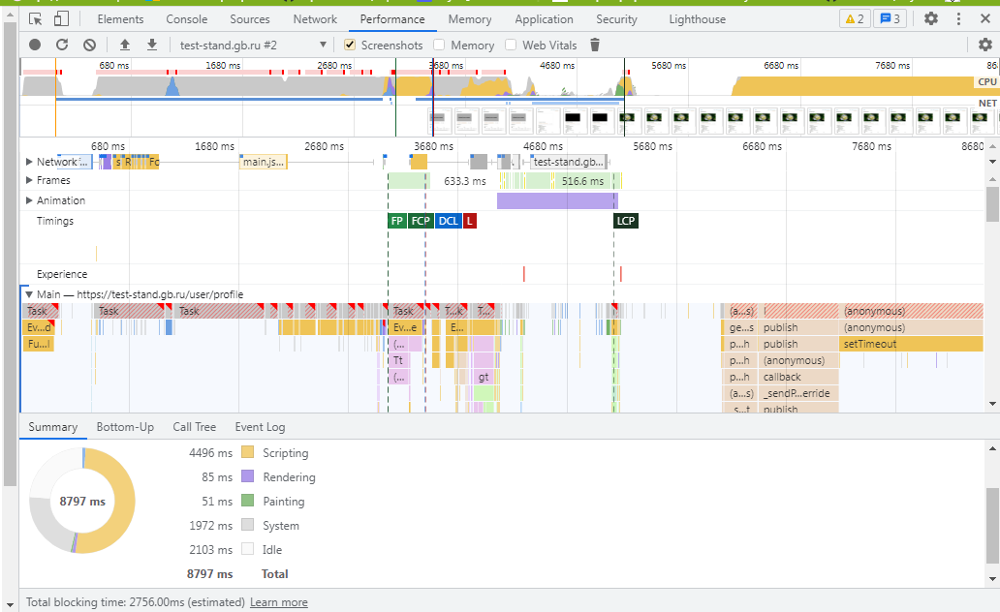 Elements Console Sources Network Performance Memory Application Security Lighthouse 2 3
test-stand.gb.ru #2 Screenshots Memory Web Vitals
680 ms 1680 ms 2680 ms 3680 ms 4680 ms 5680 ms 6680 ms 7680 ms 86
CPU
NET
680 ms 1680 ms 2680 ms 3680 ms 4680 ms 5680 ms 6680 ms 7680 ms 8680
Network ... s R Fo main.js... test-stand.gb...
Frames 633.3 ms 516.6 ms
Animation
Timings FP FCP DCL L LCP
Experience
Main — https://test-stand.gb.ru/user/profile
Task Task Task Task T...k T... (a...s) (anonymous)
Ev...d Ev...e E... ge...s publish (anonymous)
Fu...l (... p...h publish setTimeout
Tt p...h (anonymous)
(... gt p...h callback
(a...s) _sendP...erride
s...t publish
Summary Bottom-Up Call Tree Event Log
4496 ms Scripting
85 ms Rendering
8797 ms 51 ms Painting
1972 ms System
2103 ms Idle
8797 ms Total
Total blocking time: 2756.00ms (estimated) Learn more